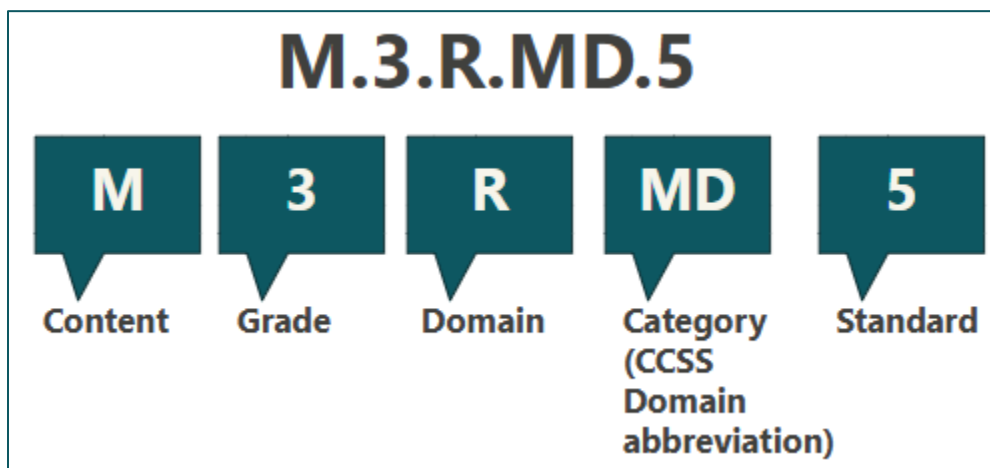 M.3.R.MD.5
M
3
R
MD
5
Content
Grade
Domain
Category
(CCSS
Domain
abbreviation)
Standard